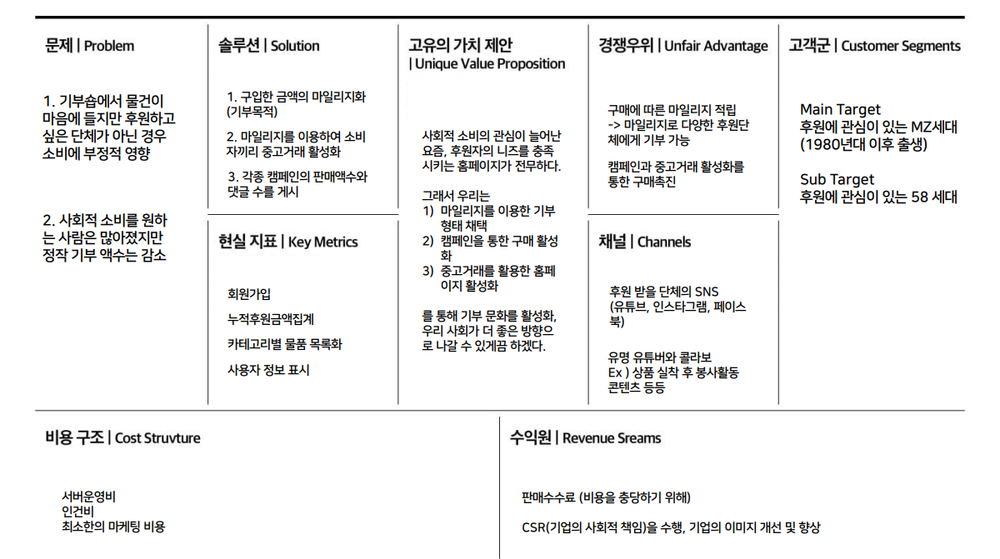 문제 | Problem
1. 기부숍에서 물건이
마음에 들지만 후원하고
싶은 단체가 아닌 경우
소비에 부정적 영향
2. 사회적 소비를 원하
는 사람은 많아졌지만
정작 기부 액수는 감소
솔루션 | Solution
1. 구입한 금액의 마일리지화
(기부목적)
2. 마일리지를 이용하여 소비
자끼리 중고거래 활성화
3. 각종 캠페인의 판매액수와
댓글 수를 게시
현실 지표 | Key Metrics
회원가입
누적후원금액집계
카테고리별 물품 목록화
사용자 정보 표시
고유의 가치 제안
| Unique Value Proposition
사회적 소비의 관심이 늘어난
요즘, 후원자의 니즈를 충족
시키는 홈페이지가 전무하다.
그래서 우리는
1) 마일리지를 이용한 기부
형태 채택
2) 캠페인을 통한 구매 활성
화
3) 중고거래를 활용한 홈페
이지 활성화
를 통해 기부 문화를 활성화,
우리 사회가 더 좋은 방향으
로 나갈 수 있게끔 하겠다.
경쟁우위 | Unfair Advantage
구매에 따른 마일리지 적립
-> 마일리지로 다양한 후원단
체에게 기부 가능
캠페인과 중고거래 활성화를
통한 구매촉진
채널 | Channels
후원 받을 단체의 SNS
(유튜브, 인스타그램, 페이스
북)
유명 유튜버와 콜라보
Ex ) 상품 실착 후 봉사활동
콘텐츠 등등
고객군 | Customer Segments
Main Target
후원에 관심이 있는 MZ세대
(1980년대 이후 출생)
Sub Target
후원에 관심이 있는 58 세대
비용 구조 | Cost Struvture
서버운영비
인건비
최소한의 마케팅 비용
수익원 | Revenue Sreams
판매수수료 (비용을 충당하기 위해)
CSR(기업의 사회적 책임)을 수행, 기업의 이미지 개선 및 향상